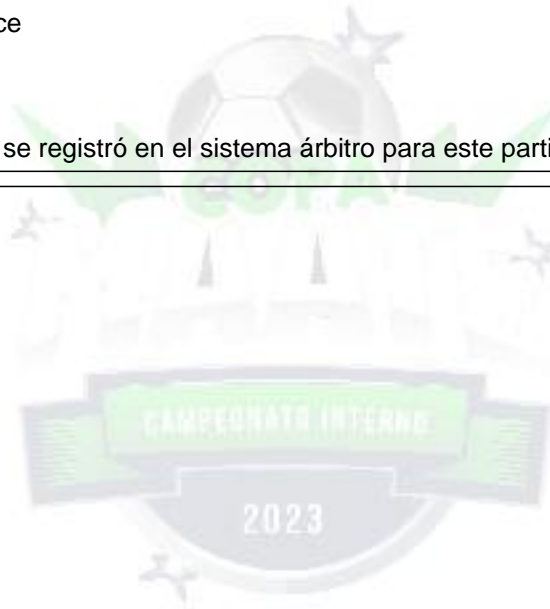 ce
se registró en el sistema árbitro para este parti
COPA
CAMPEONATO INTERNO
2023